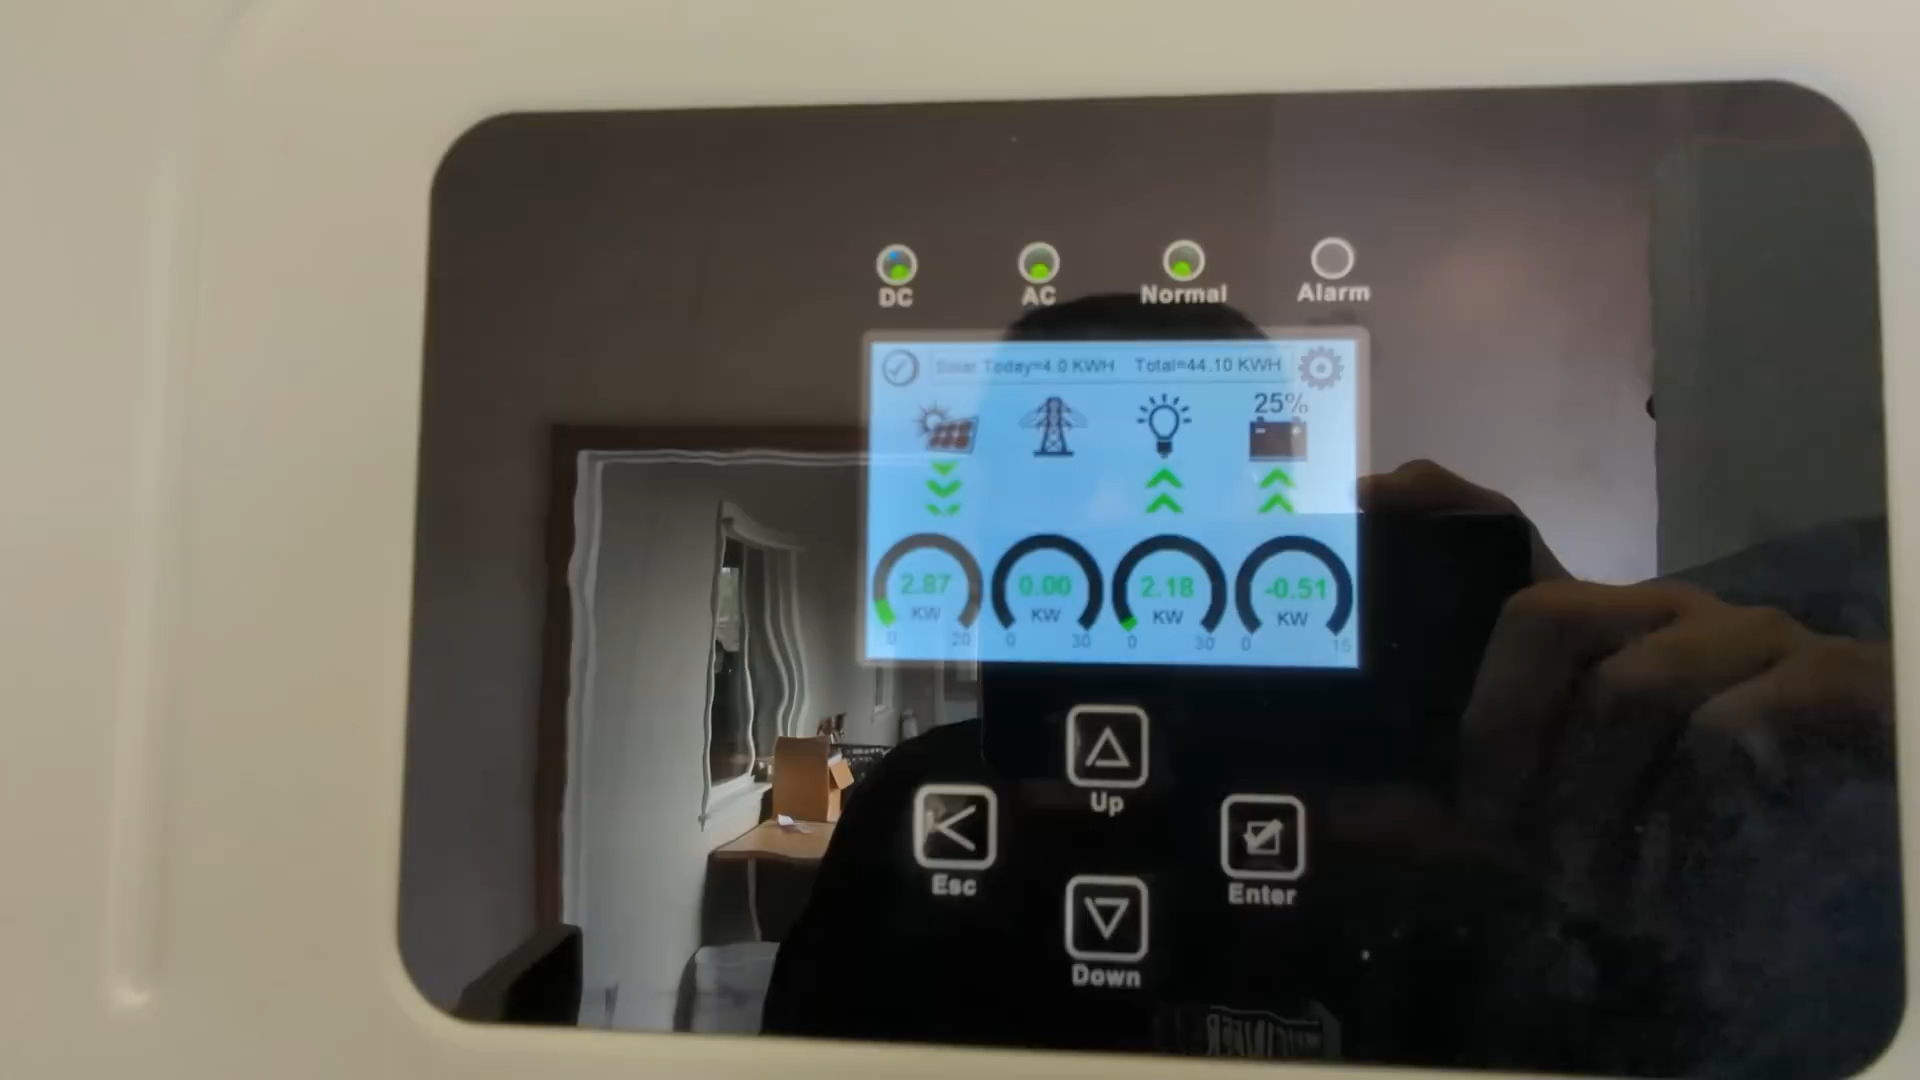 DC AC Normal Alarm
Solar Today=4.0 KWH Total=44.10 KWH
25%
2.87 0.00 2.18 -0.51
KW KW KW KW
0 20 0 30 0 30 0 15
Up
Esc Enter
Down